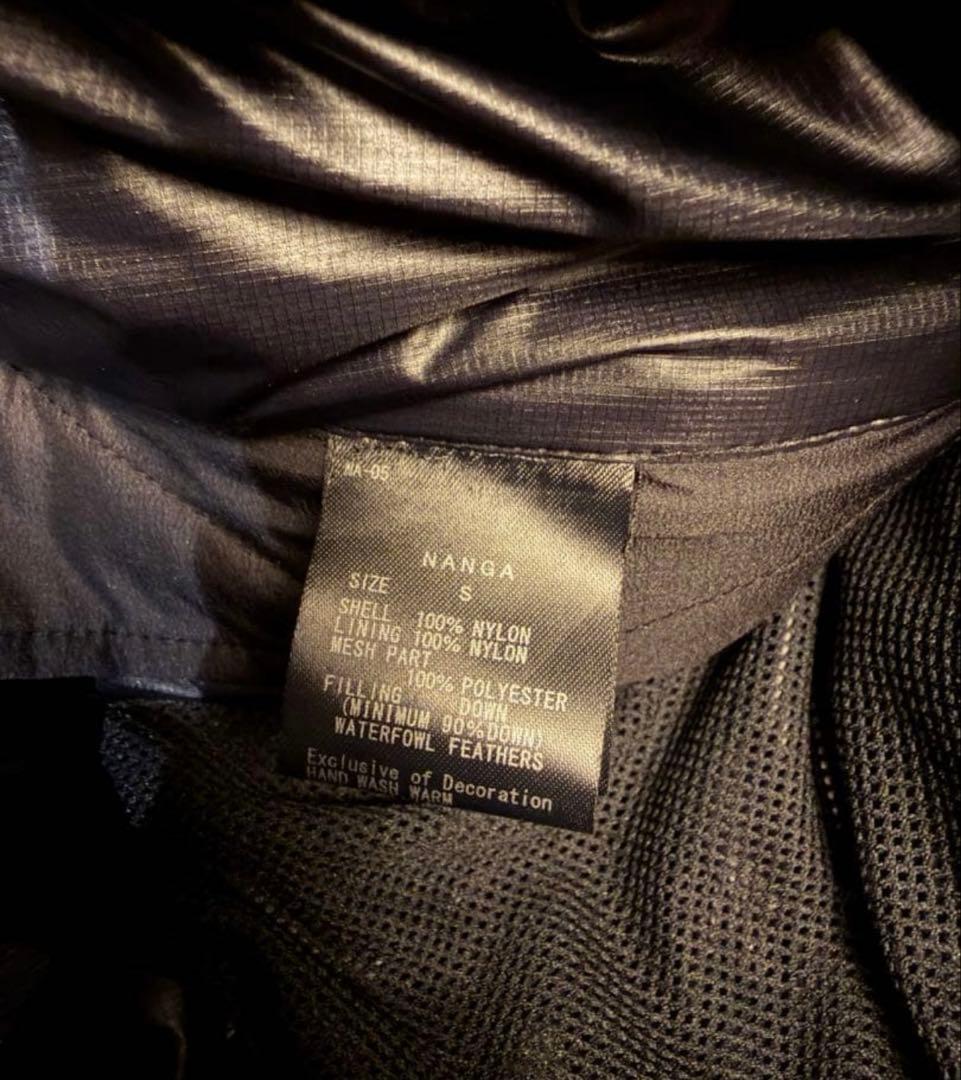 MA-05
NANGA
SIZE S
SHELL 100% NYLON
LINING 100% NYLON
MESH PART
100% POLYESTER
FILLING DOWN
(MINIMUM 90%DOWN)
WATERFOWL FEATHERS
Exclusive of Decoration
HAND WASH WARM